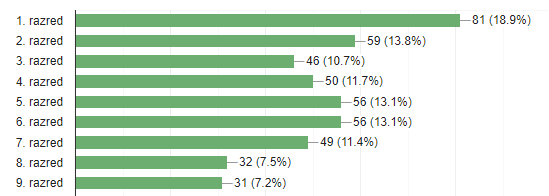 1. razred 81 (18.9%)
2. razred 59 (13.8%)
3. razred 46 (10.7%)
4. razred 50 (11.7%)
5. razred 56 (13.1%)
6. razred 56 (13.1%)
7. razred 49 (11.4%)
8. razred 32 (7.5%)
9. razred 31 (7.2%)